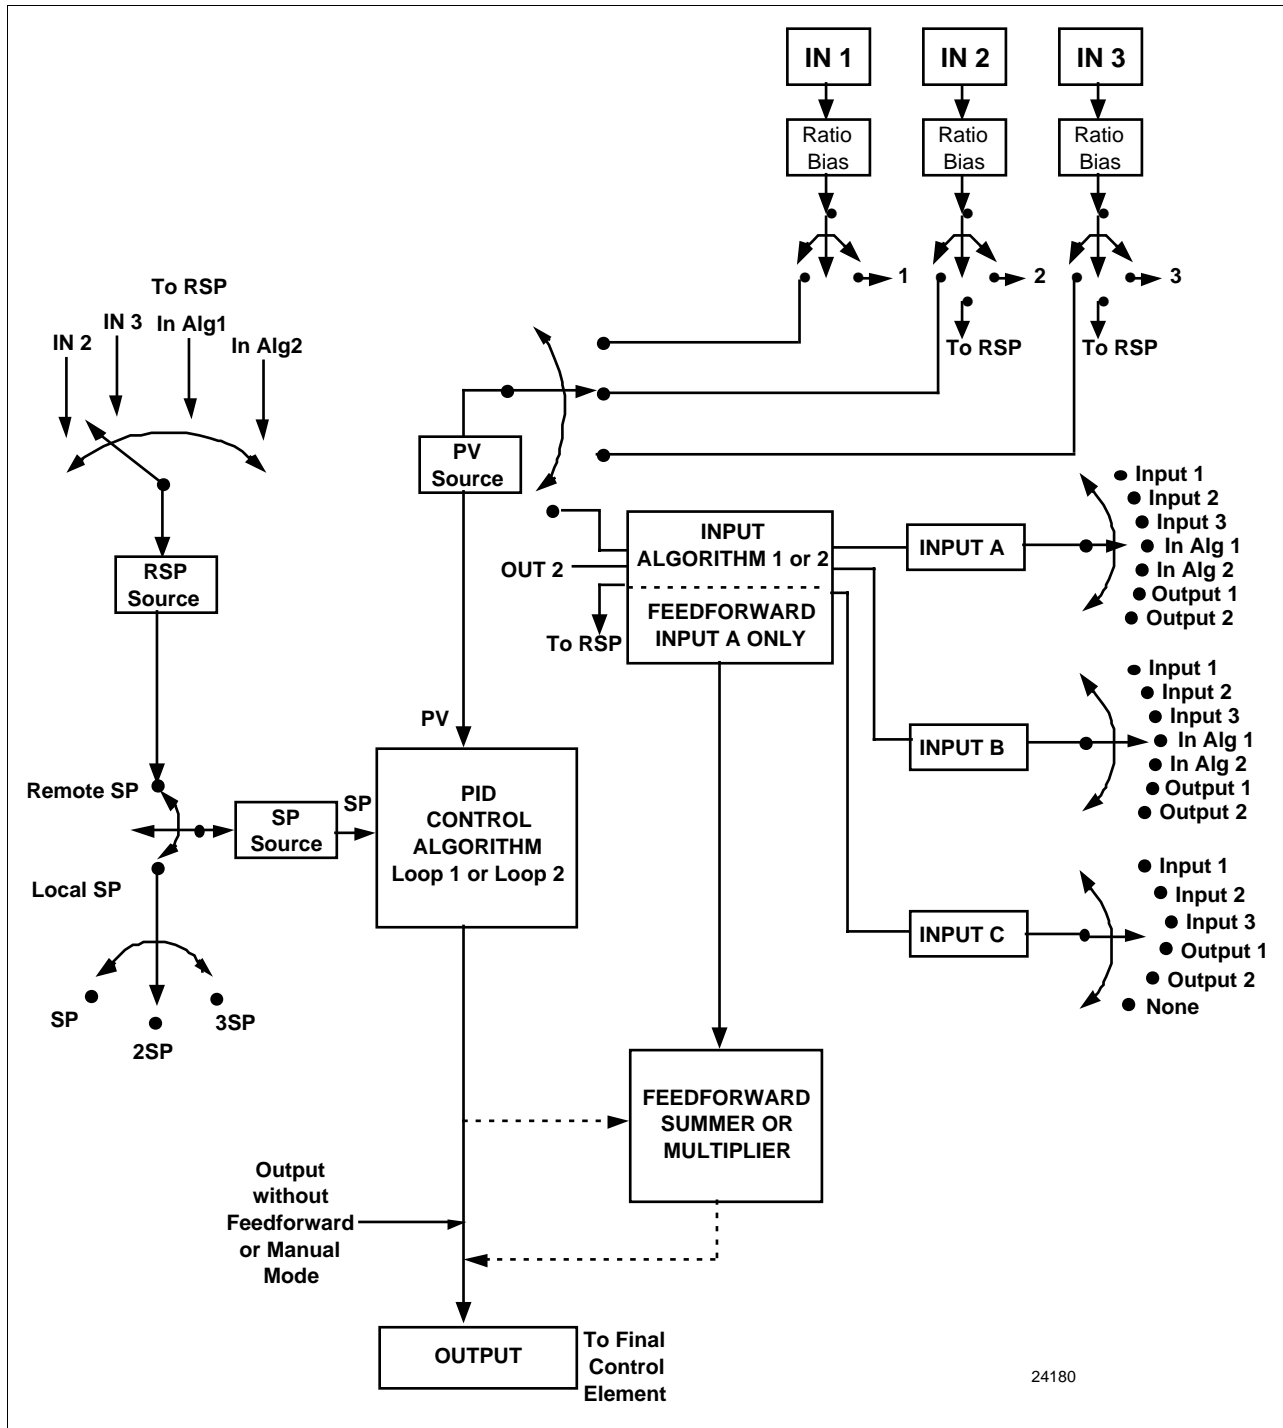 IN 1
IN 2
IN 3
Ratio
Bias
Ratio
Bias
Ratio
Bias
1
2
3
To RSP
To RSP
To RSP
IN 2
IN 3
In Alg1
In Alg2
RSP
Source
PV
Source
OUT 2
To RSP
INPUT
ALGORITHM 1 or 2
FEEDFORWARD
INPUT A ONLY
INPUT A
Input 1
Input 2
Input 3
In Alg 1
In Alg 2
Output 1
Output 2
INPUT B
Input 1
Input 2
Input 3
In Alg 1
In Alg 2
Output 1
Output 2
INPUT C
Input 1
Input 2
Input 3
Output 1
Output 2
None
PV
Remote SP
SP
Source
SP
PID
CONTROL
ALGORITHM
Loop 1 or Loop 2
Local SP
SP
2SP
3SP
FEEDFORWARD
SUMMER OR
MULTIPLIER
Output
without
Feedforward
or Manual
Mode
OUTPUT
To Final
Control
Element
24180